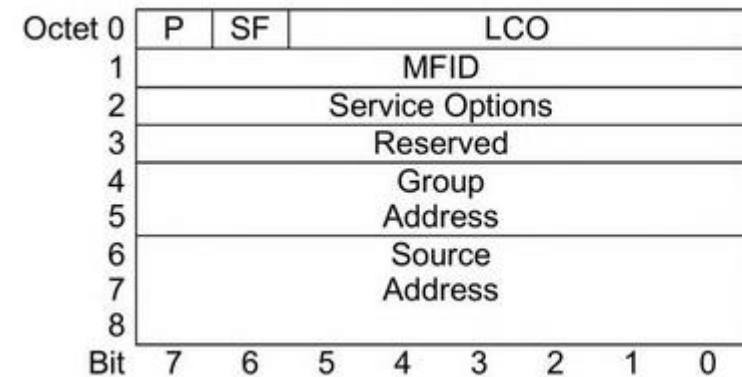 Octet 0 P SF LCO
1 MFID
2 Service Options
3 Reserved
4 Group
5 Address
6 Source
7 Address
8
Bit 7 6 5 4 3 2 1 0